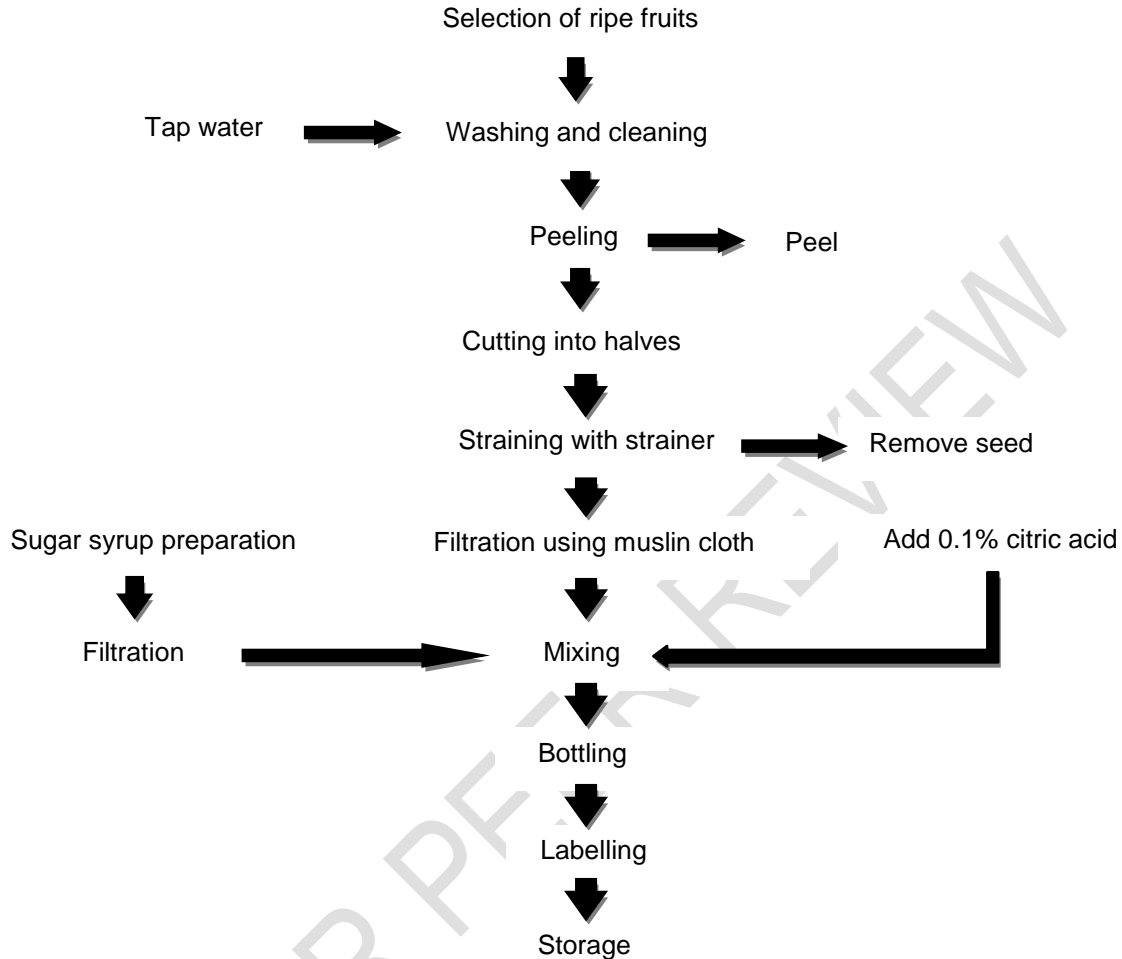 Selection of ripe fruits
Tap water
Washing and cleaning
Peeling
Peel
Cutting into halves
Straining with strainer
Remove seed
Sugar syrup preparation
Filtration using muslin cloth
Add 0.1% citric acid
Filtration
Mixing
Bottling
Labelling
Storage